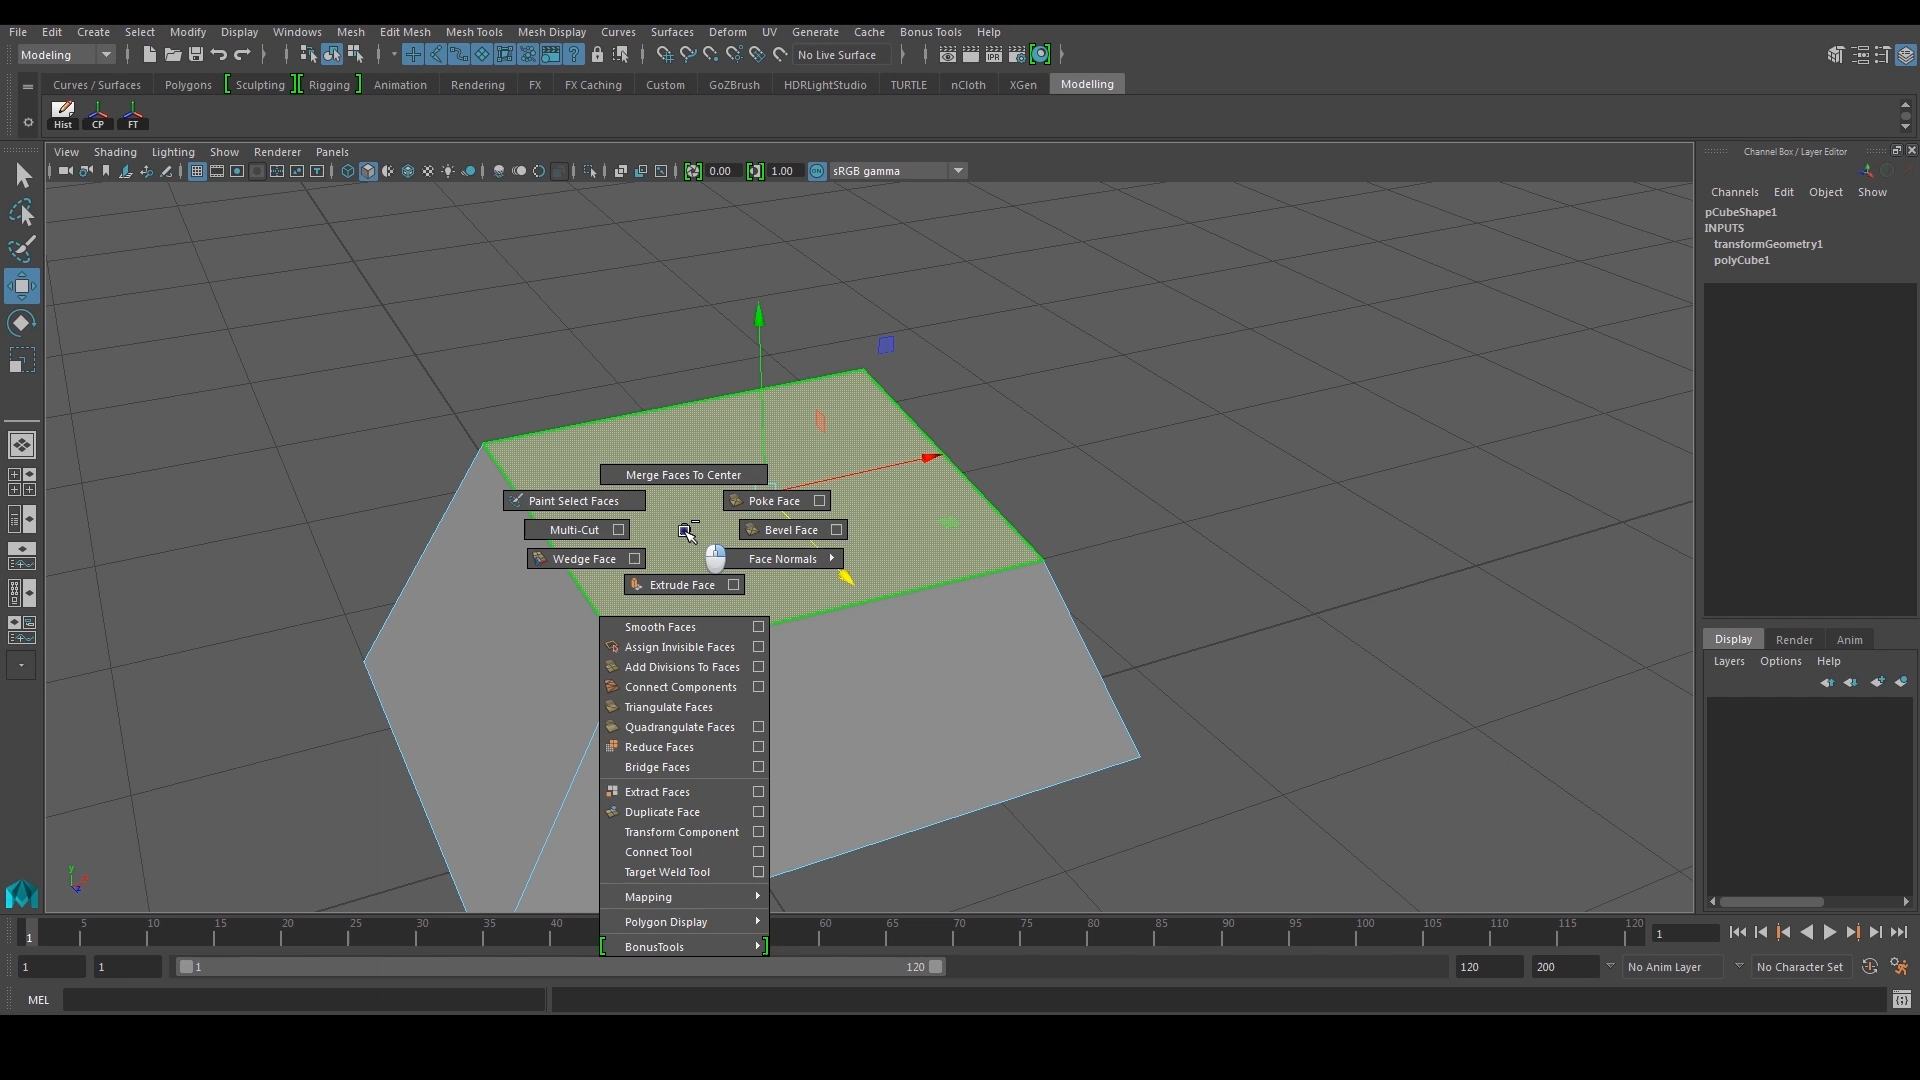 File Edit Create Select Modify Display Windows Mesh Edit Mesh Mesh Tools Mesh Display Curves Surfaces Deform UV Generate Cache Bonus Tools Help
Modeling No Live Surface IPR
Curves / Surfaces Polygons Sculpting Rigging Animation Rendering FX FX Caching Custom GoZBrush HDRLightStudio TURTLE nCloth XGen Modelling
Hist CP FT
View Shading Lighting Show Renderer Panels
0.00 1.00 ON sRGB gamma
Channel Box / Layer Editor
Channels Edit Object Show
pCubeShape1
INPUTS
transformGeometry1
polyCube1
Merge Faces To Center
Paint Select Faces Poke Face
Multi-Cut Bevel Face
Wedge Face Face Normals
Extrude Face
Smooth Faces
Assign Invisible Faces
Add Divisions To Faces
Connect Components
Triangulate Faces
Quadrangulate Faces
Reduce Faces
Bridge Faces
Extract Faces
Duplicate Face
Transform Component
Connect Tool
Target Weld Tool
Mapping
Polygon Display
BonusTools
Display Render Anim
Layers Options Help
y x z
5 10 15 20 25 30 35 40 60 65 70 75 80 85 90 95 100 105 110 115 120
1 1
1 1 1 120 120 200 No Anim Layer No Character Set
MEL